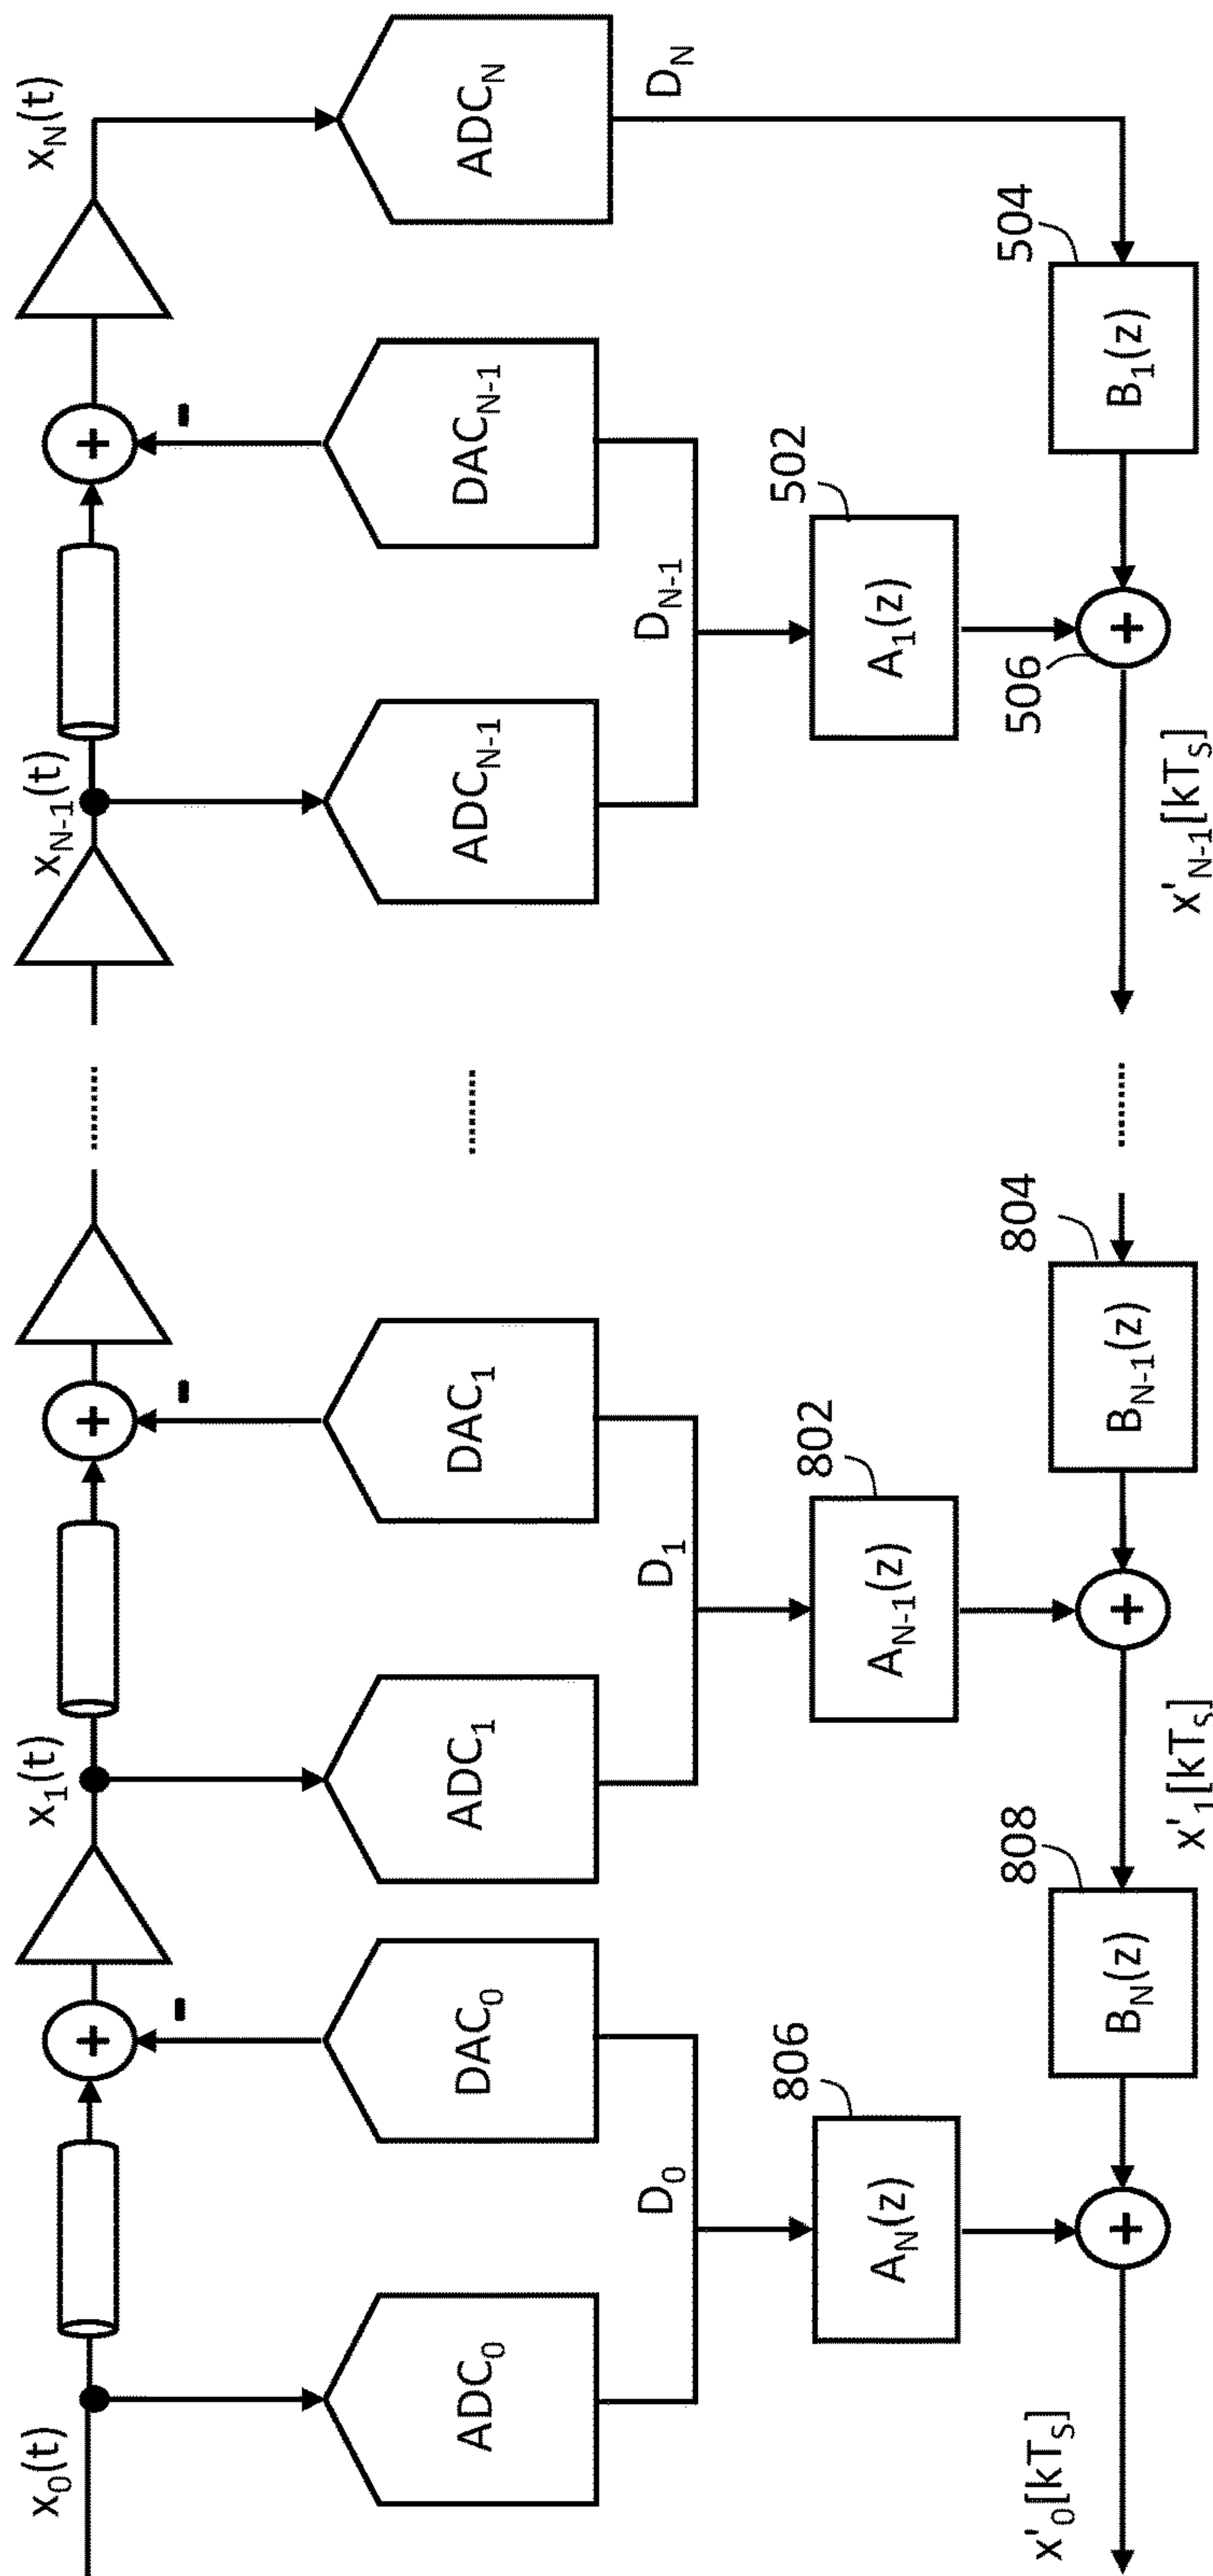 x0(t)
x1(t)
xN-1(t)
xN(t)
+
-
+
-
+
-
ADC0
DAC0
ADC1
DAC1
........
........
ADCN-1
DACN-1
ADCN
D0
D1
DN-1
DN
806
AN(z)
802
AN-1(z)
502
A1(z)
808
BN(z)
804
BN-1(z)
504
B1(z)
+
+
+
506
........
x'0[kTS]
x'1[kTS]
x'N-1[kTS]